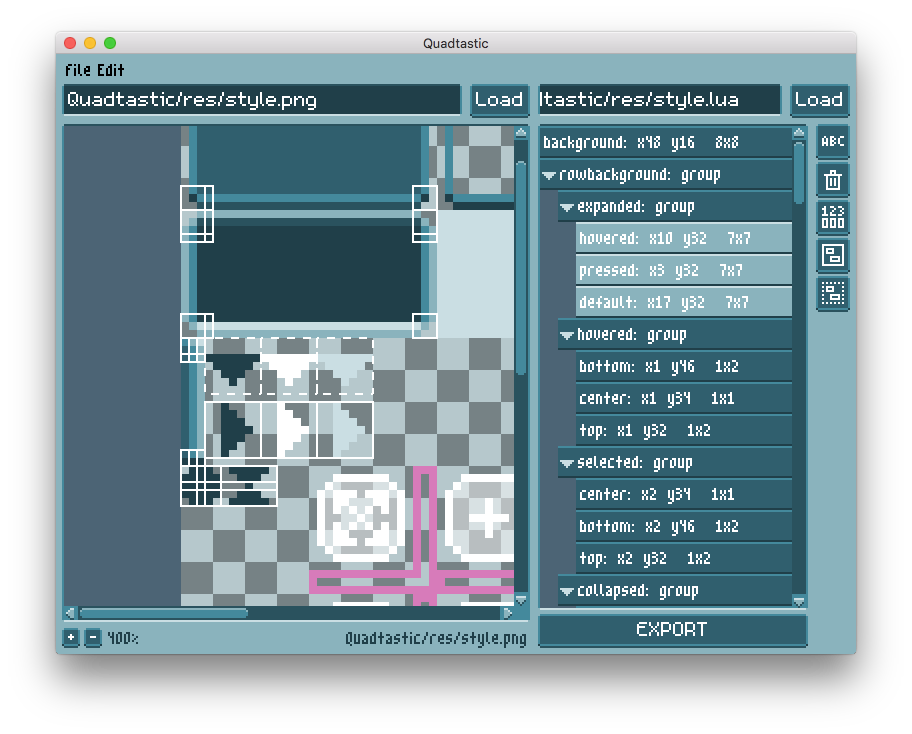 Quadtastic
File Edit
Quadtastic/res/style.png
Load
ltastic/res/style.lua
Load
background: x48 y16 8x8
rowbackground: group
expanded: group
hovered: x10 y32 7x7
pressed: x3 y32 7x7
default: x17 y32 7x7
hovered: group
bottom: x1 y46 1x2
center: x1 y34 1x1
top: x1 y32 1x2
selected: group
center: x2 y34 1x1
bottom: x2 y46 1x2
top: x2 y32 1x2
collapsed: group
ABC
123
000
EXPORT
+ - 400%
Quadtastic/res/style.png